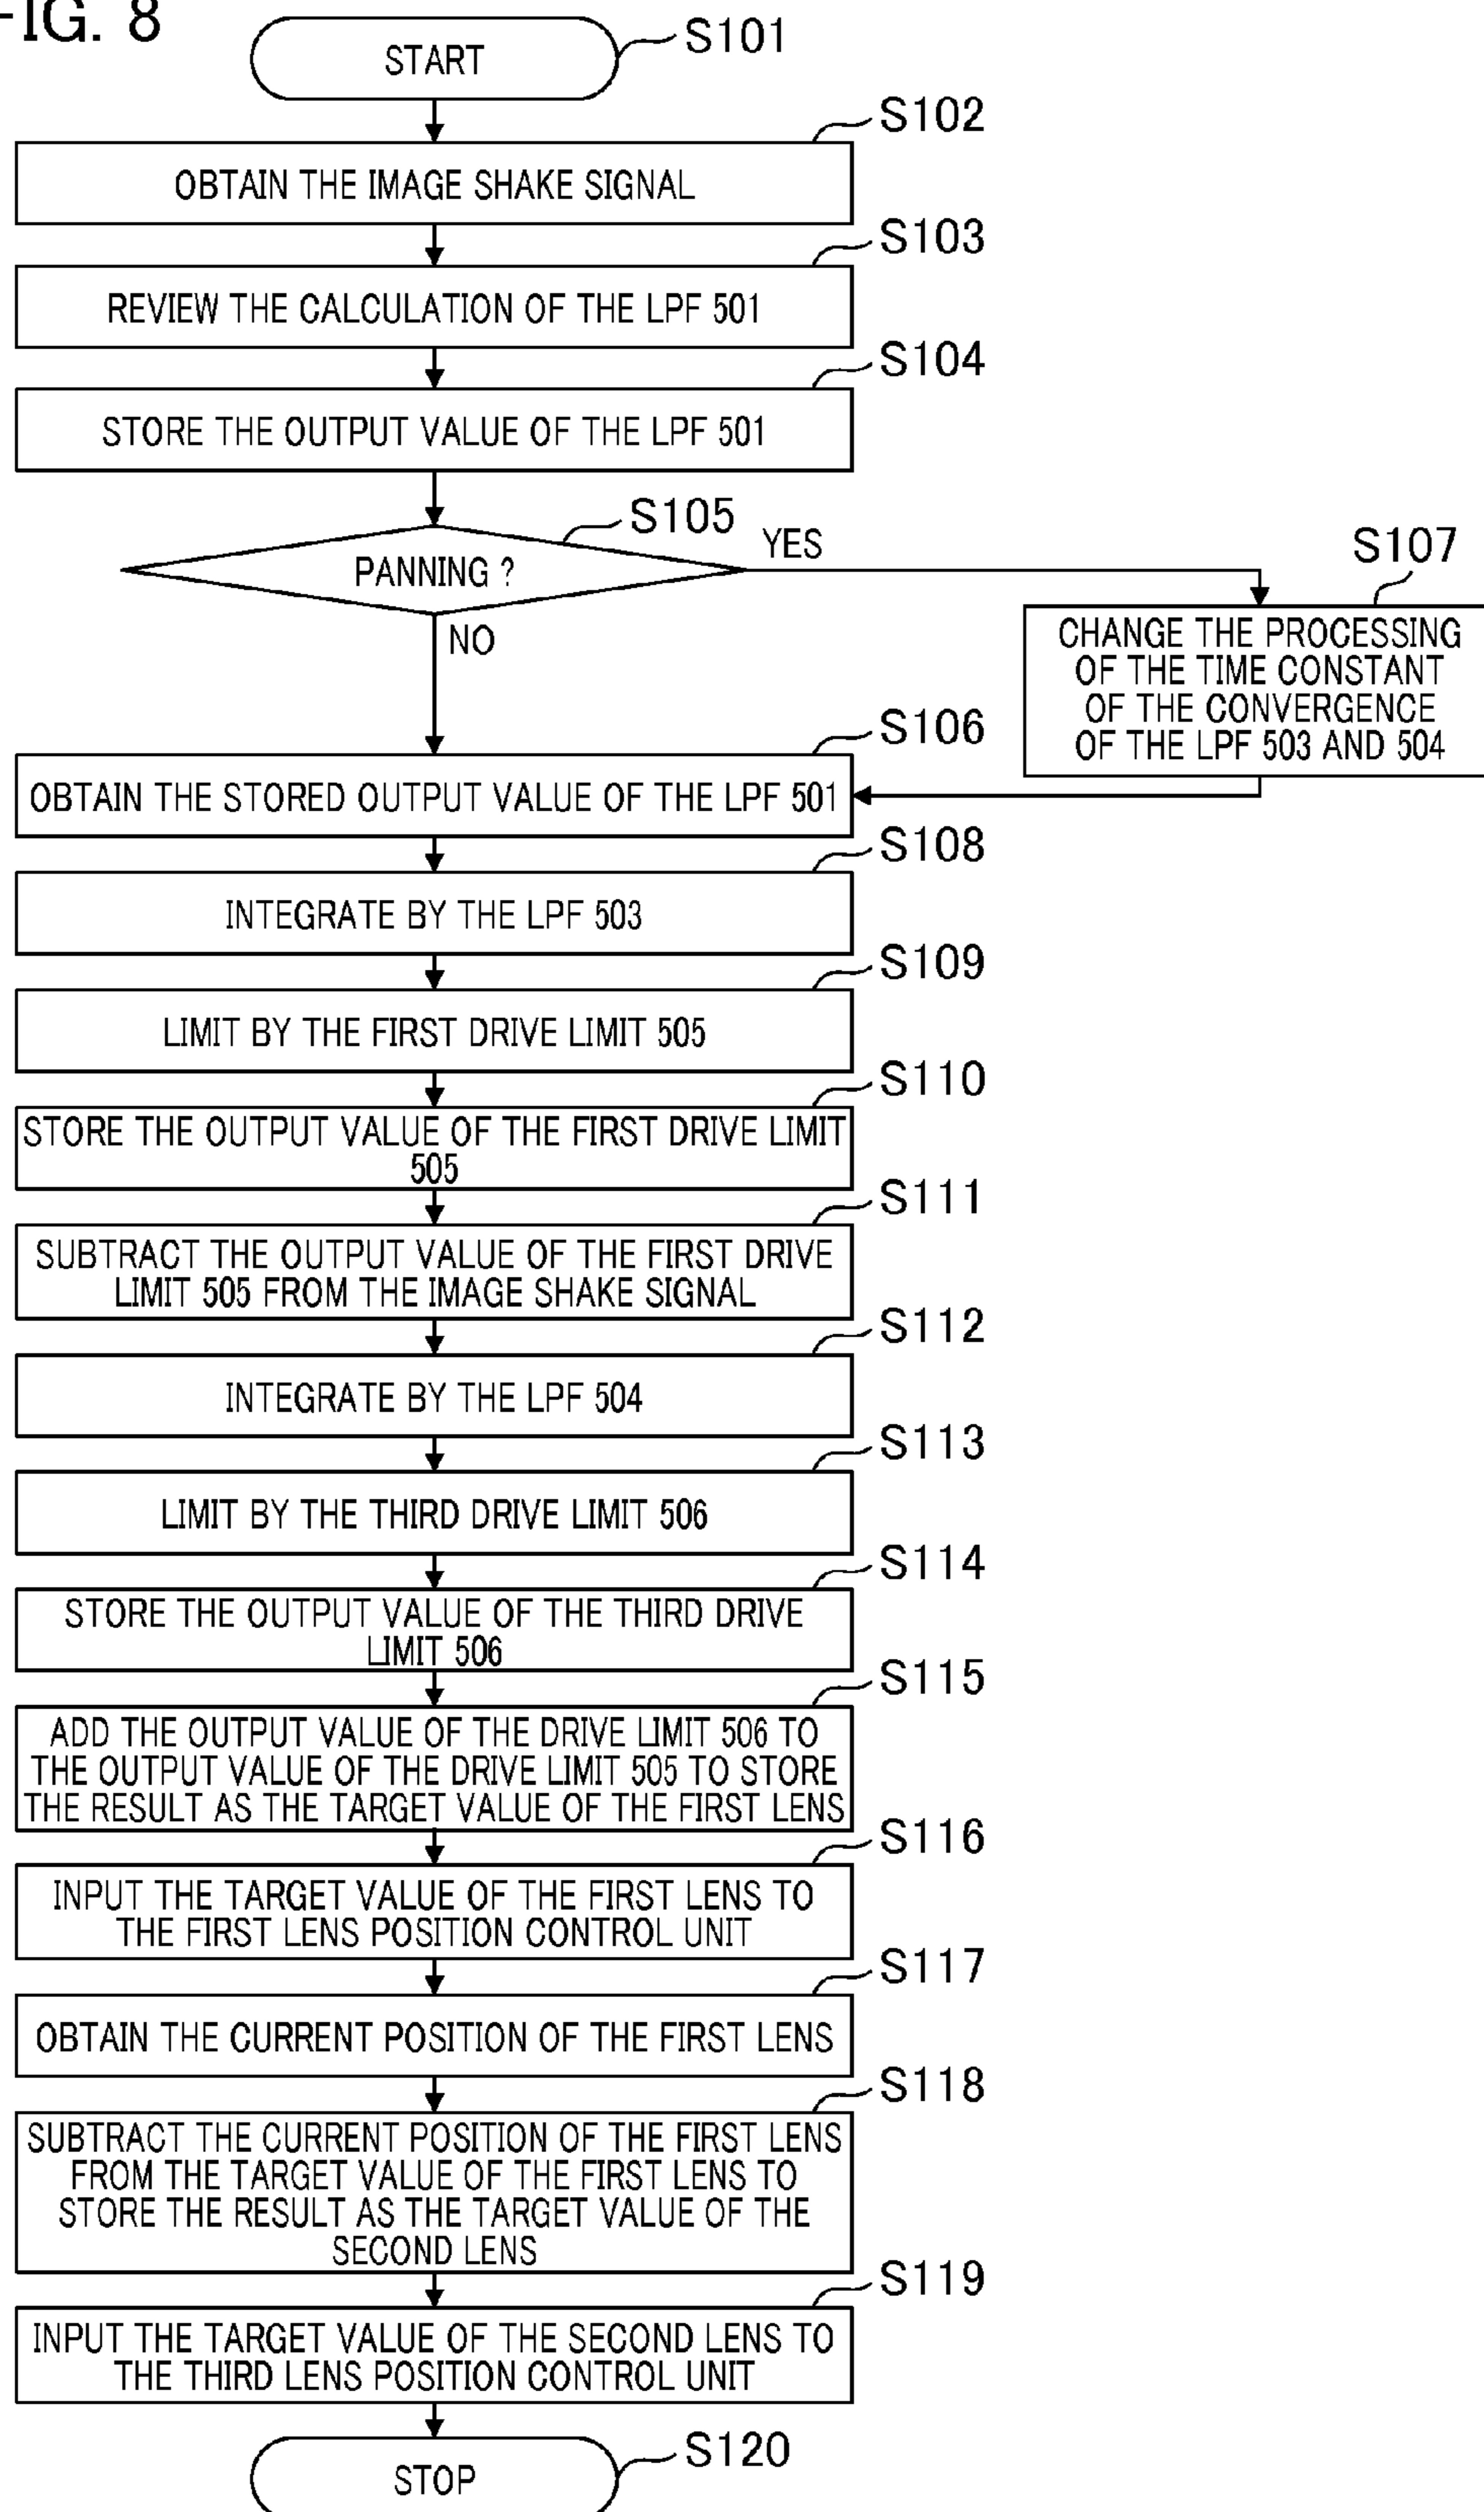 FIG. 8
START
S101
S102
OBTAIN THE IMAGE SHAKE SIGNAL
S103
REVIEW THE CALCULATION OF THE LPF 501
S104
STORE THE OUTPUT VALUE OF THE LPF 501
S105
PANNING ?
YES
NO
S107
CHANGE THE PROCESSING
OF THE TIME CONSTANT
OF THE CONVERGENCE
OF THE LPF 503 AND 504
S106
OBTAIN THE STORED OUTPUT VALUE OF THE LPF 501
S108
INTEGRATE BY THE LPF 503
S109
LIMIT BY THE FIRST DRIVE LIMIT 505
S110
STORE THE OUTPUT VALUE OF THE FIRST DRIVE LIMIT
505
S111
SUBTRACT THE OUTPUT VALUE OF THE FIRST DRIVE
LIMIT 505 FROM THE IMAGE SHAKE SIGNAL
S112
INTEGRATE BY THE LPF 504
S113
LIMIT BY THE THIRD DRIVE LIMIT 506
S114
STORE THE OUTPUT VALUE OF THE THIRD DRIVE
LIMIT 506
S115
ADD THE OUTPUT VALUE OF THE DRIVE LIMIT 506 TO
THE OUTPUT VALUE OF THE DRIVE LIMIT 505 TO STORE
THE RESULT AS THE TARGET VALUE OF THE FIRST LENS
S116
INPUT THE TARGET VALUE OF THE FIRST LENS TO
THE FIRST LENS POSITION CONTROL UNIT
S117
OBTAIN THE CURRENT POSITION OF THE FIRST LENS
S118
SUBTRACT THE CURRENT POSITION OF THE FIRST LENS
FROM THE TARGET VALUE OF THE FIRST LENS TO
STORE THE RESULT AS THE TARGET VALUE OF THE
SECOND LENS
S119
INPUT THE TARGET VALUE OF THE SECOND LENS TO
THE THIRD LENS POSITION CONTROL UNIT
S120
STOP